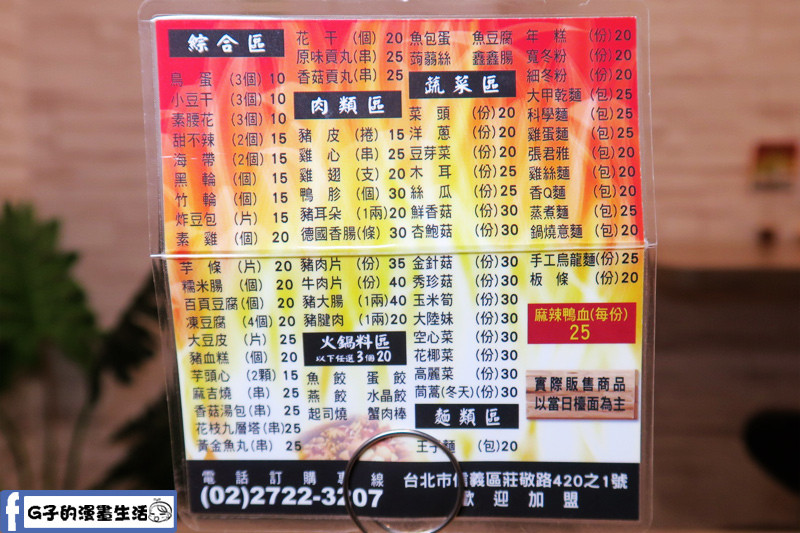 綜合區
鳥蛋(3個)10
小豆干(3個)10
素腰花(3個)15
甜不辣(2個)15
海帶(2個)15
黑輪(個)15
竹輪(個)15
炸豆包(片)15
素雞(個)20
芋條(片)20
糯米腸(個)20
百頁豆腐(個)20
凍豆腐(4個)20
大豆皮(片)25
豬血糕(個)20
芋頭心(2顆)15
麻吉燒(串)25
香菇湯包(串)25
花枝九層塔(串)25
黃金魚丸(串)25
花干(個)20
原味貢丸(串)25
香菇貢丸(串)25
肉類區
豬皮(捲)15
雞心(串)25
雞翅(支)20
鴨胗(個)30
豬耳朵(1兩)20
德國香腸(條)30
豬肉片(份)35
牛肉片(份)40
豬大腸(1兩)40
豬腱肉(1兩)20
火鍋料區
以下任選3個20
魚餃 蛋餃
燕餃 水晶餃
起司燒 蟹肉棒
魚包蛋 魚豆腐
蒟蒻絲 鑫鑫腸
蔬菜區
菜頭(份)20
洋蔥(份)20
豆芽菜(份)20
木耳(份)25
絲瓜(份)25
鮮香菇(份)30
杏鮑菇(份)30
金針菇(份)30
秀珍菇(份)30
玉米筍(份)30
大陸妹(份)30
空心菜(份)30
花椰菜(份)30
高麗菜(份)30
茼蒿(冬天)(份)30
麵類區
王子麵(包)20
年糕(份)20
寬冬粉(份)20
細冬粉(份)20
大甲乾麵(包)25
科學麵(包)20
雞蛋麵(包)20
張君雅(包)20
雞絲麵(包)20
香Q麵(包)20
蒸煮麵(包)25
鍋燒意麵(包)20
手工烏龍麵(份)25
板條(份)20
麻辣鴨血(每份)
25
實際販售商品
以當日檯面為主
電話訂購專線
(02)2722-3207
台北市信義區莊敬路420之1號
歡迎加盟
G子的漫畫生活